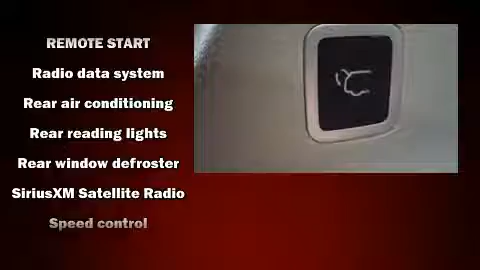 REMOTE START
Radio data system
Rear air conditioning
Rear reading lights
Rear window defroster
SiriusXM Satellite Radio
Speed control